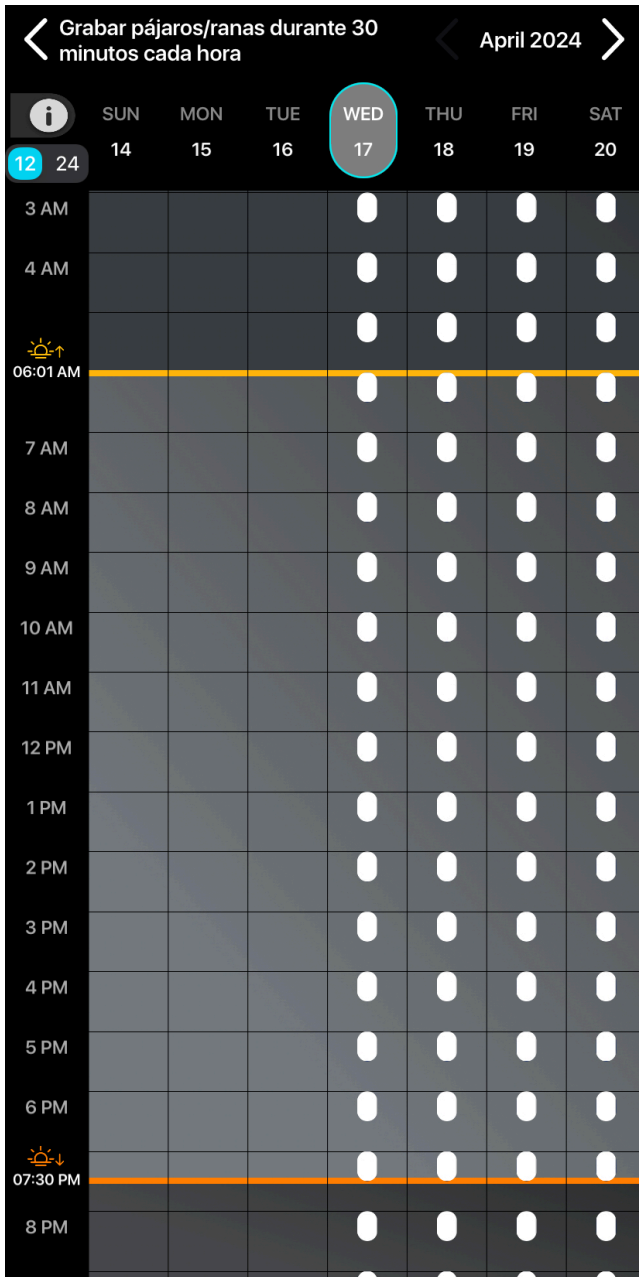 Grabar pájaros/ranas durante 30
minutos cada hora
April 2024
SUN MON TUE WED THU FRI SAT
14 15 16 17 18 19 20
12 24
3 AM
4 AM
06:01 AM
7 AM
8 AM
9 AM
10 AM
11 AM
12 PM
1 PM
2 PM
3 PM
4 PM
5 PM
6 PM
07:30 PM
8 PM